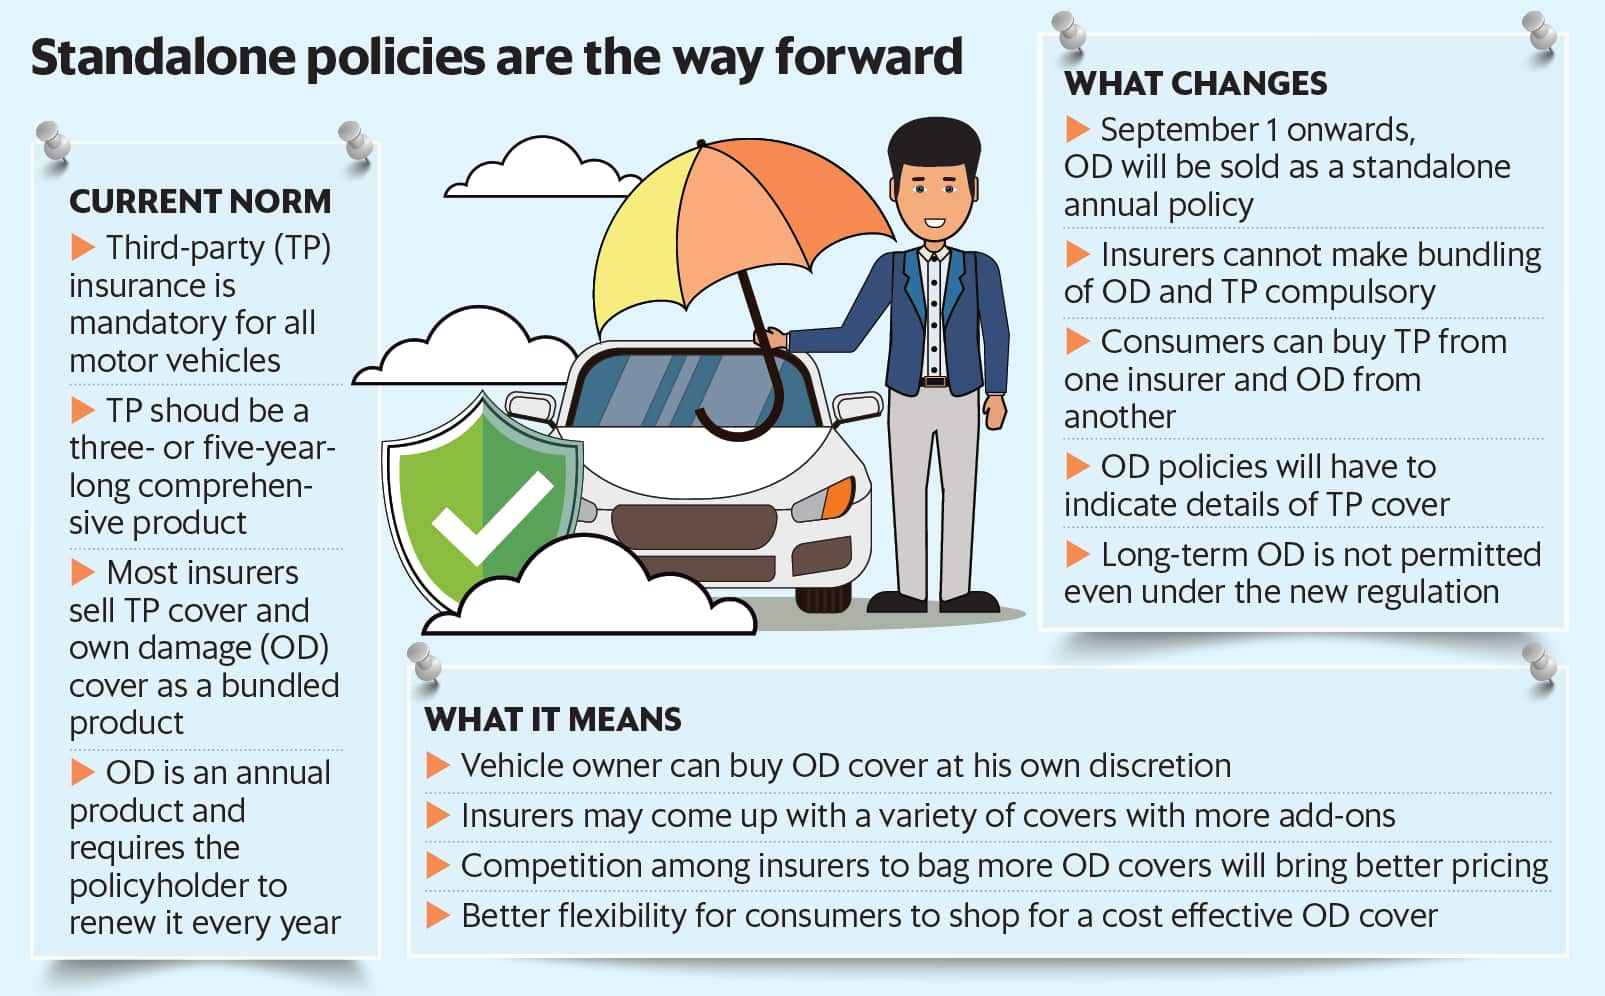 Standalone policies are the way forward
CURRENT NORM
Third-party (TP)
insurance is
mandatory for all
motor vehicles
TP shoud be a
three- or five-year-
long comprehen-
sive product
Most insurers
sell TP cover and
own damage (OD)
cover as a bundled
product
OD is an annual
product and
requires the
policyholder to
renew it every year
WHAT CHANGES
September 1 onwards,
OD will be sold as a standalone
annual policy
Insurers cannot make bundling
of OD and TP compulsory
Consumers can buy TP from
one insurer and OD from
another
OD policies will have to
indicate details of TP cover
Long-term OD is not permitted
even under the new regulation
WHAT IT MEANS
Vehicle owner can buy OD cover at his own discretion
Insurers may come up with a variety of covers with more add-ons
Competition among insurers to bag more OD covers will bring better pricing
Better flexibility for consumers to shop for a cost effective OD cover